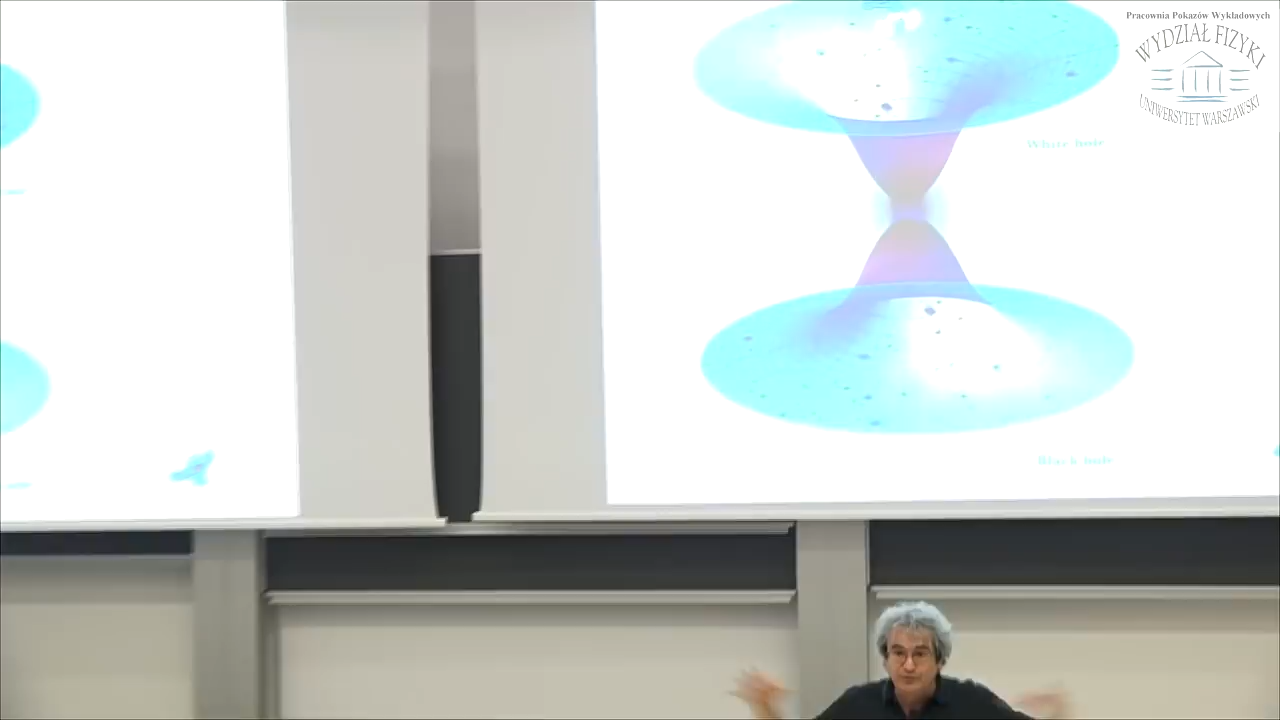 Pracownia Pokazów Wykładowych
WYDZIAŁ FIZYKI
UNIWERSYTET WARSZAWSKI
White hole
Black hole